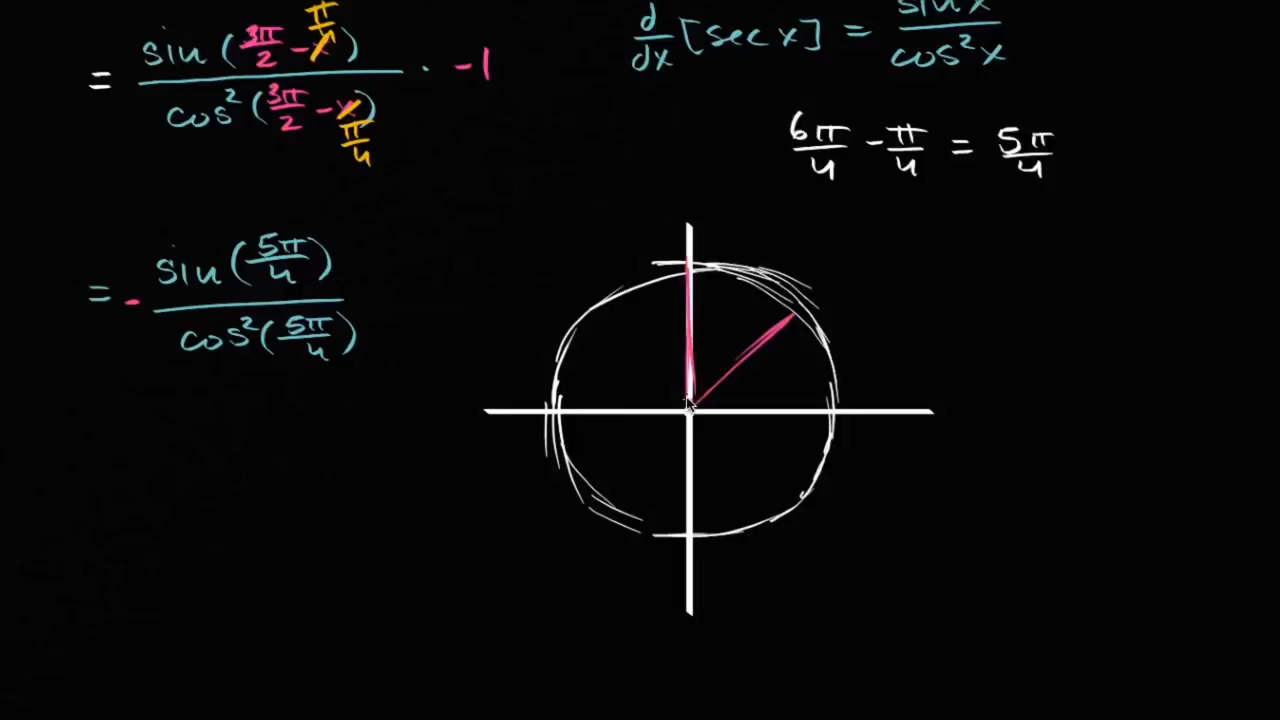 = sin(3π/2 - x) / cos²(3π/2 - x) · -1
π/4
π/4
d/dx [sec x] = sin x / cos² x
6π/4 - π/4 = 5π/4
= - sin(5π/4) / cos²(5π/4)